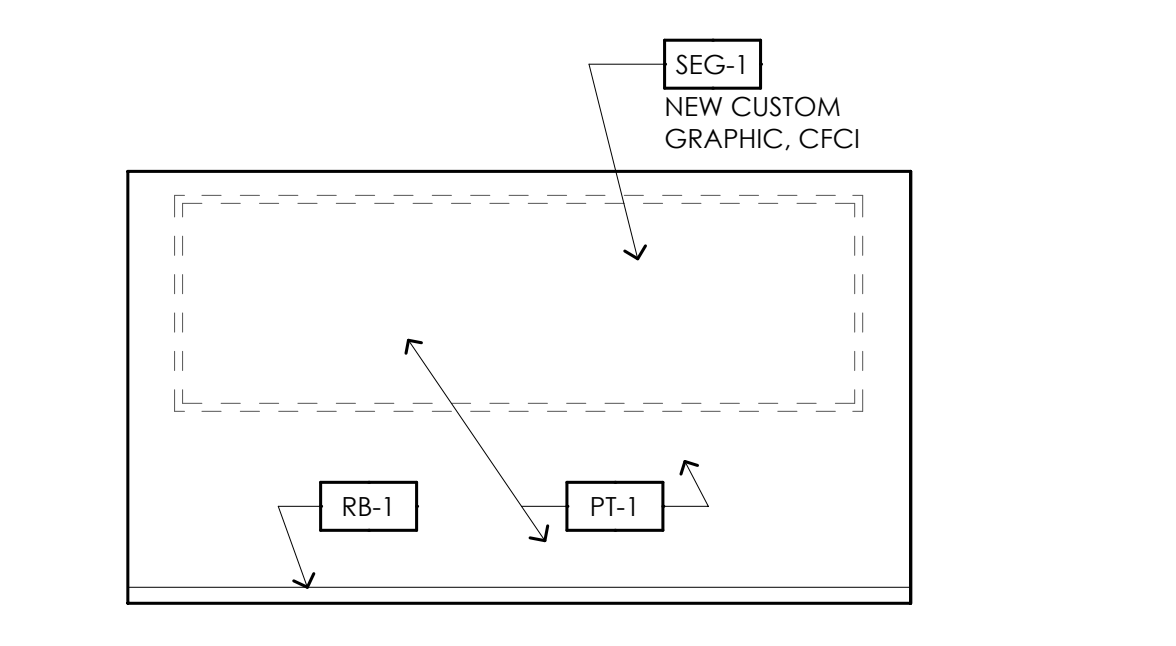 SEG-1
NEW CUSTOM
GRAPHIC, CFCI
RB-1
PT-1